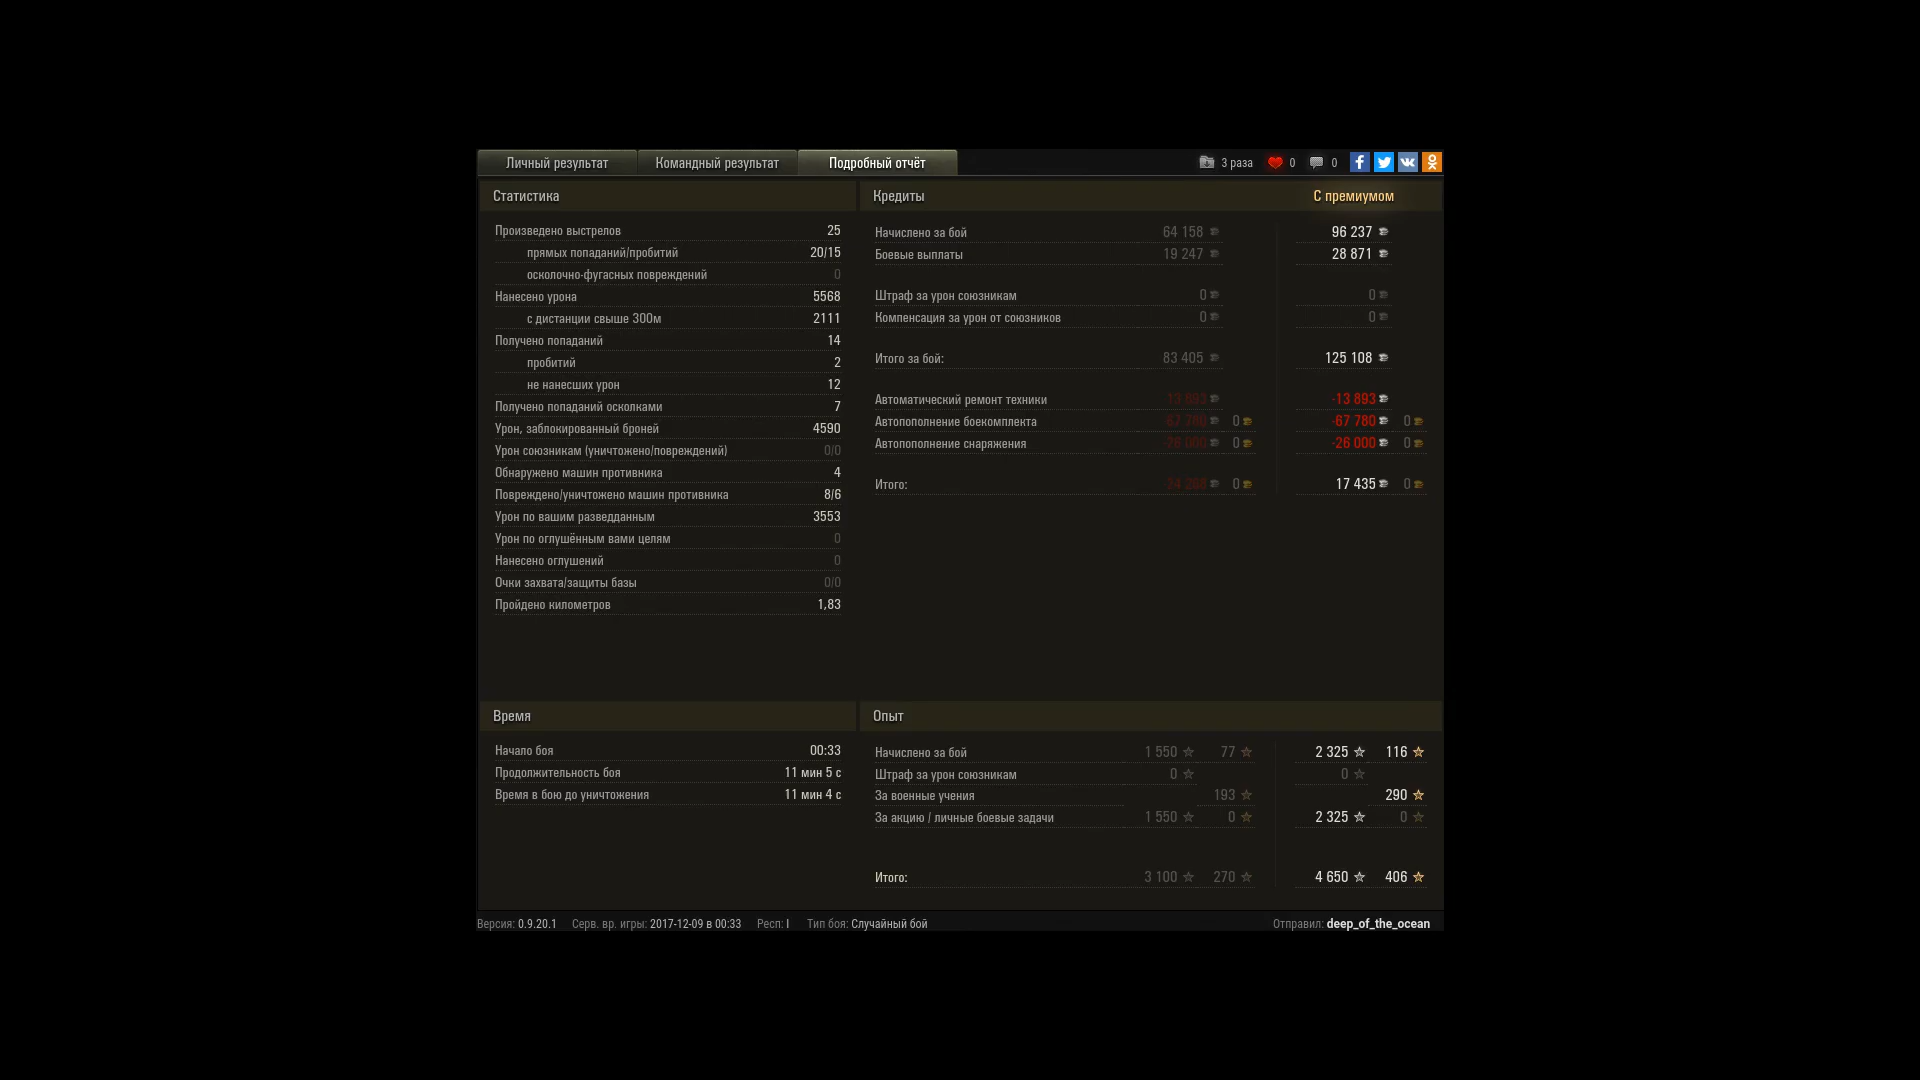 Личный результат Командный результат Подробный отчёт 3 раза 0 0
Статистика
Произведено выстрелов 25
прямых попаданий/пробитий 20/15
осколочно-фугасных повреждений 0
Нанесено урона 5568
с дистанции свыше 300м 2111
Получено попаданий 14
пробитий 2
не нанесших урон 12
Получено попаданий осколками 7
Урон, заблокированный броней 4590
Урон союзникам (уничтожено/повреждений) 0/0
Обнаружено машин противника 4
Повреждено/уничтожено машин противника 8/6
Урон по вашим разведданным 3553
Урон по оглушённым вами целям 0
Нанесено оглушений 0
Очки захвата/защиты базы 0/0
Пройдено километров 1,83
Кредиты С премиумом
Начислено за бой 64 158 96 237
Боевые выплаты 19 247 28 871
Штраф за урон союзникам 0 0
Компенсация за урон от союзников 0 0
Итого за бой: 83 405 125 108
Автоматический ремонт техники -13 893 -13 893
Автопополнение боекомплекта -67 780 0 -67 780 0
Автопополнение снаряжения -26 000 0 -26 000 0
Итого: -24 268 0 17 435 0
Время
Начало боя 00:33
Продолжительность боя 11 мин 5 с
Время в бою до уничтожения 11 мин 4 с
Опыт
Начислено за бой 1 550 77 2 325 116
Штраф за урон союзникам 0 0
За военные учения 193 290
За акцию / личные боевые задачи 1 550 0 2 325 0
Итого: 3 100 270 4 650 406
Версия: 0.9.20.1 Серв. вр. игры: 2017-12-09 в 00:33 Респ: I Тип боя: Случайный бой Отправил: deep_of_the_ocean